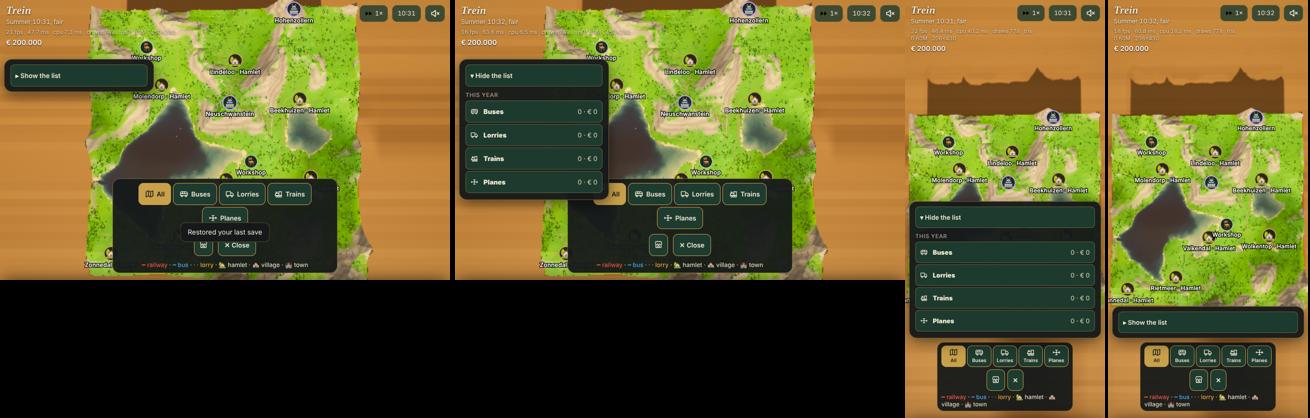 Trein
Summer 10:31, fair
€ 200.000
1×
10:31
Hohenzollern
▸ Show the list
Workshop
Lindeloo · Hamlet
Molendorp · Hamlet
Neuschwanstein
Beekhuizen · Hamlet
Workshop
All
Buses
Lorries
Trains
Planes
Restored your last save
✕ Close
Zonnedal
railway · bus · lorry · hamlet · village · town
Trein
Summer 10:32, fair
€ 200.000
1×
10:32
Hohenzollern
▾ Hide the list
THIS YEAR
Buses 0 · € 0
Lorries 0 · € 0
Trains 0 · € 0
Planes 0 · € 0
Workshop
Lindeloo · Hamlet
Neuschwanstein
Beekhuizen · Hamlet
Workshop
All
Buses
Lorries
Trains
Planes
✕ Close
Zonnedal
railway · bus · lorry · hamlet · village · town
Trein
Summer 10:31, fair
€ 200.000
1×
10:31
Hohenzollern
Workshop
Lindeloo · Hamlet
Molendorp · Hamlet
Beekhuizen · Hamlet
▾ Hide the list
THIS YEAR
Buses 0 · € 0
Lorries 0 · € 0
Trains 0 · € 0
Planes 0 · € 0
All
Buses
Lorries
Trains
Planes
✕
railway · bus · lorry · hamlet ·
village · town
Trein
Summer 10:32, fair
€ 200.000
1×
10:32
Hohenzollern
Workshop
Lindeloo · Hamlet
Molendorp · Hamlet
Beekhuizen · Hamlet
Workshop
Valkendal · Hamlet
Wolkentop · Hamlet
Rietmeer · Hamlet
nnedal · Hamlet
▸ Show the list
All
Buses
Lorries
Trains
Planes
✕
railway · bus · lorry · hamlet ·
village · town